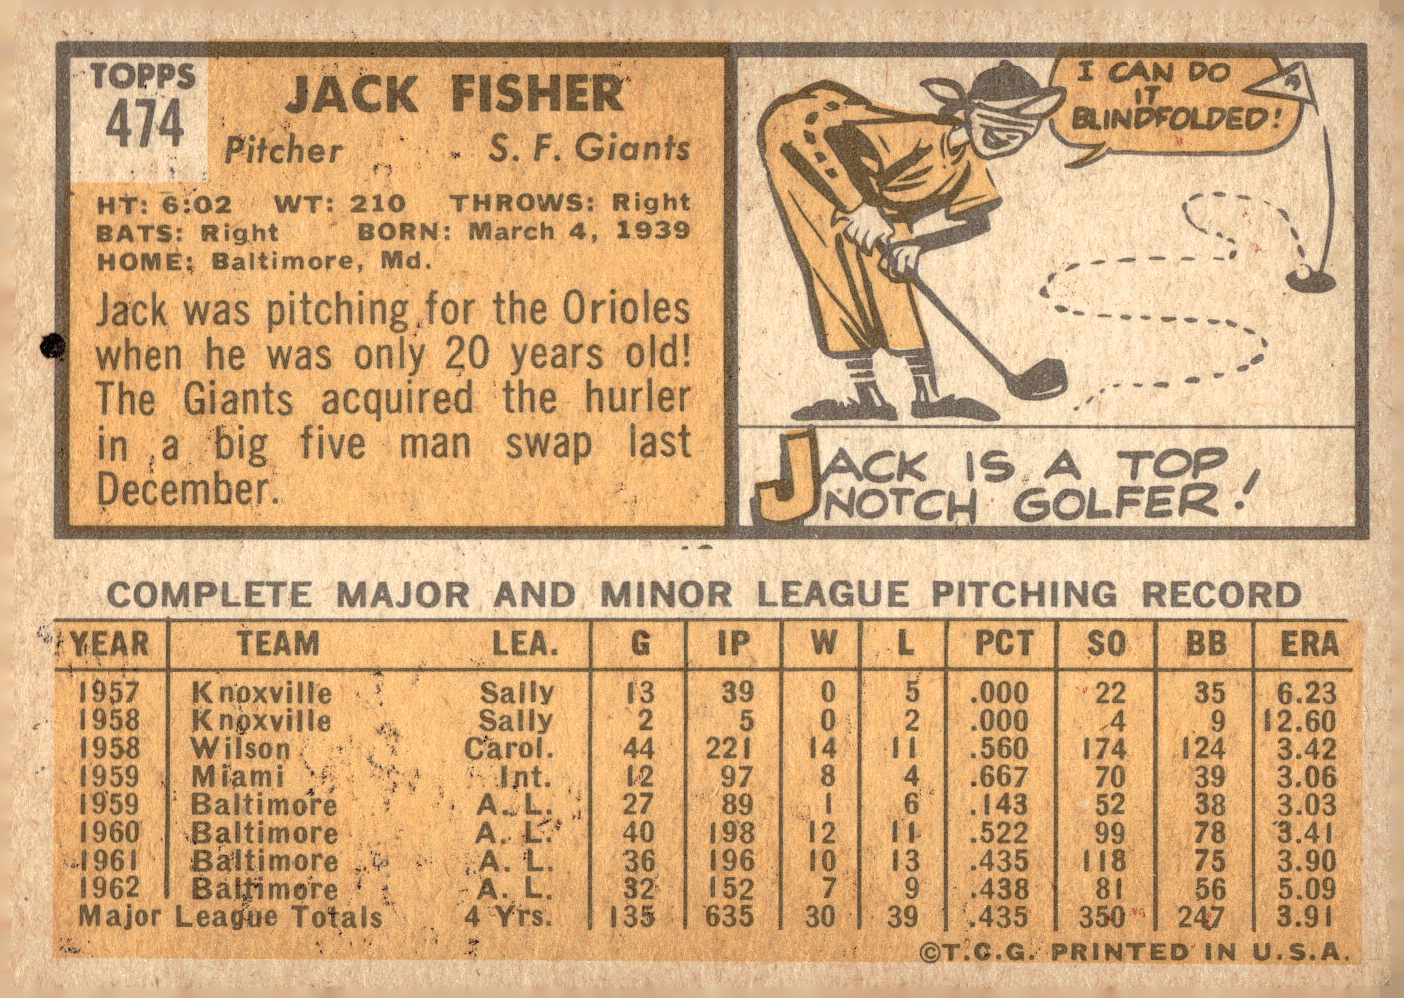 TOPPS
474
JACK FISHER
Pitcher S. F. Giants
HT: 6:02 WT: 210 THROWS: Right
BATS: Right BORN: March 4, 1939
HOME: Baltimore, Md.
Jack was pitching for the Orioles
when he was only 20 years old!
The Giants acquired the hurler
in a big five man swap last
December.
I CAN DO
IT
BLINDFOLDED!
JACK IS A TOP
NOTCH GOLFER!
COMPLETE MAJOR AND MINOR LEAGUE PITCHING RECORD
YEAR TEAM LEA. G IP W L PCT SO BB ERA
1957 Knoxville Sally 13 39 0 5 .000 22 35 6.23
1958 Knoxville Sally 2 5 0 2 .000 4 9 12.60
1958 Wilson Carol. 44 221 14 11 .560 174 124 3.42
1959 Miami Int. 12 97 8 4 .667 70 39 3.06
1959 Baltimore A. L. 27 89 1 6 .143 52 38 3.03
1960 Baltimore A. L. 40 198 12 11 .522 99 78 3.41
1961 Baltimore A. L. 36 196 10 13 .435 118 75 3.90
1962 Baltimore A. L. 32 152 7 9 .438 81 56 5.09
Major League Totals 4 Yrs. 135 635 30 39 .435 350 247 3.91
©T.C.G. PRINTED IN U.S.A.